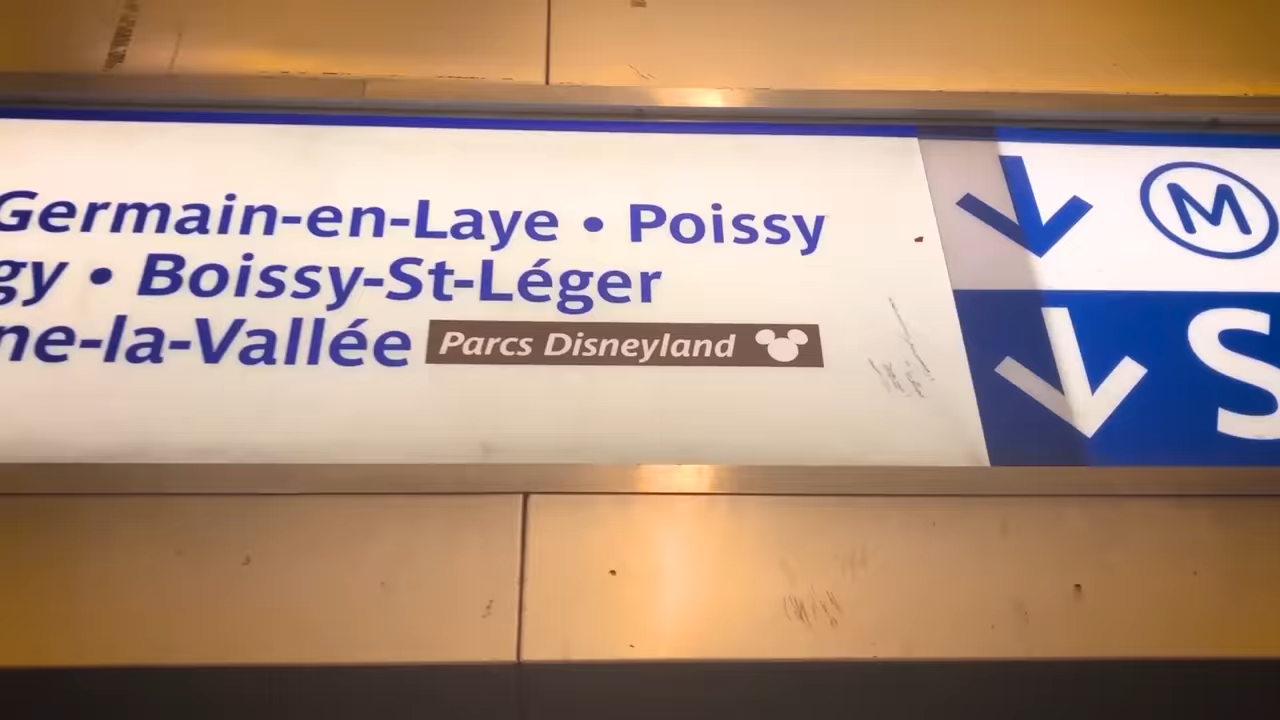 Germain-en-Laye • Poissy
gy • Boissy-St-Léger
ne-la-Vallée Parcs Disneyland
M
S